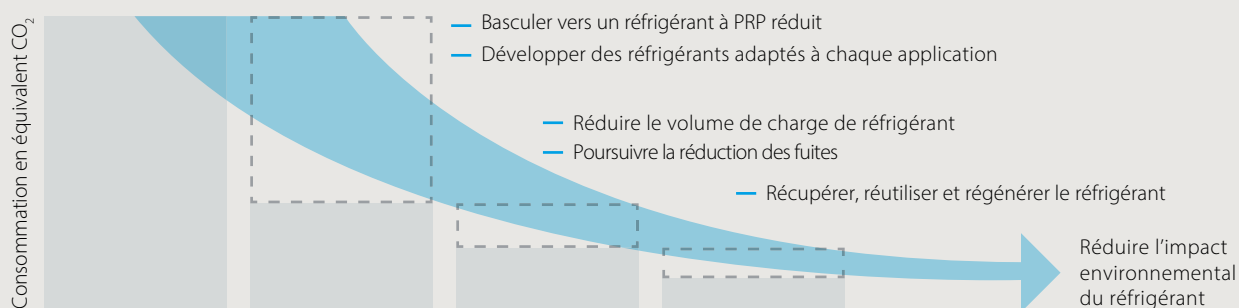 Consommation en équivalent CO₂
Basculer vers un réfrigérant à PRP réduit
Développer des réfrigérants adaptés à chaque application
Réduire le volume de charge de réfrigérant
Poursuivre la réduction des fuites
Récupérer, réutiliser et régénérer le réfrigérant
Réduire l'impact
environnemental
du réfrigérant